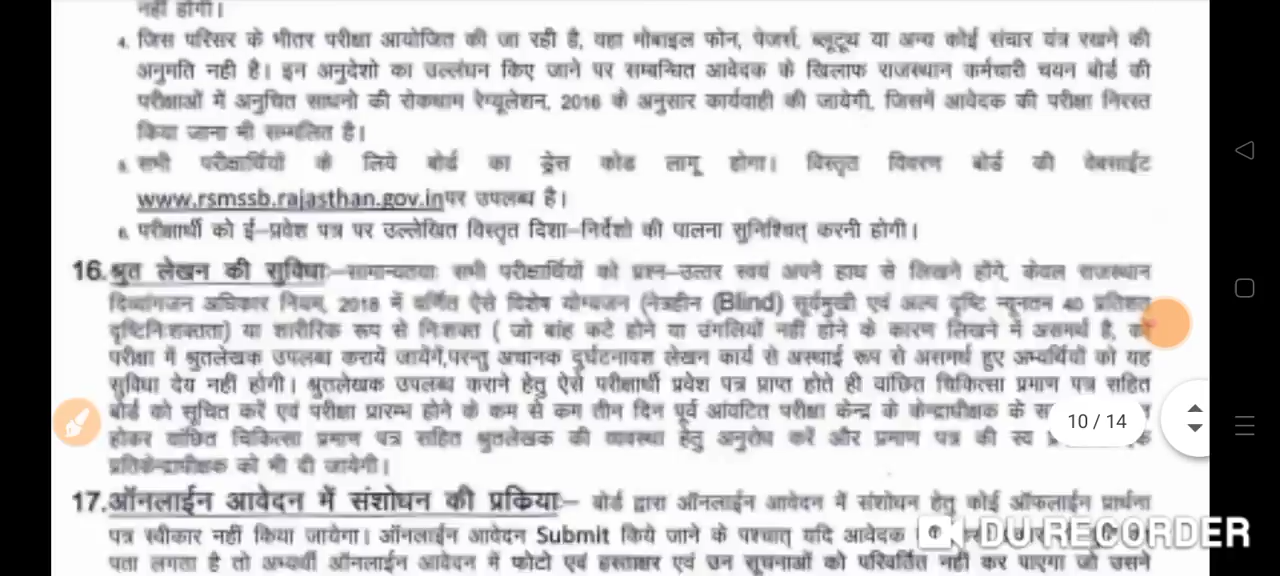 नहीं होगी।
4. जिस परिसर के भीतर परीक्षा आयोजित की जा रही है, यहा मोबाइल फोन, पेजर्स, ब्लूटूथ या अन्य कोई संचार यंत्र रखने की
अनुमति नही है। इन अनुदेशो का उल्लंघन किए जाने पर सम्बन्धित आवेदक के खिलाफ राजस्थान कर्मचारी चयन बोर्ड की
परीक्षाओं में अनुचित साधनो की रोकथाम रेग्यूलेशन, 2016 के अनुसार कार्यवाही की जायेगी, जिसमें आवेदक की परीक्षा निरस्त
किया जाना भी सम्मलित है।
5. सभी परीक्षार्थियों के लिये बोर्ड का ड्रेस कोड लागू होगा। विस्तृत विवरण बोर्ड की वेबसाईट
www.rsmssb.rajasthan.gov.inपर उपलब्ध है।
6. परीक्षार्थी को ई-प्रवेश पत्र पर उल्लेखित विस्तृत दिशा-निर्देशो की पालना सुनिश्चित् करनी होगी।
16. श्रुत लेखन की सुविधाः-सामान्यतयाः सभी परीक्षार्थियों को प्रश्न-उत्तर स्वयं अपने हाथ से लिखने होंगे, केवल राजस्थान
दिव्यांगजन अधिकार नियम, 2018 में वर्णित ऐसे विशेष योग्यजन (नेत्रहीन (Blind) सूर्यमुखी एवं अल्प दृष्टि न्यूनतम 40 प्रतिशत
दृष्टिनिःशक्तता) या शारीरिक रूप से निःशक्त ( जो बांह कटे होने या उंगलियाँ नहीं होने के कारण लिखने में असमर्थ है, को
परीक्षा में श्रुतलेखक उपलब्ध करायें जायेंगें,परन्तु अचानक दुर्घटनावश लेखन कार्य से अस्थाई रूप से असमर्थ हुए अभ्यर्थियों को यह
सुविधा देय नहीं होगी। श्रुतलेखक उपलब्ध कराने हेतु ऐसे परीक्षार्थी प्रवेश पत्र प्राप्त होते ही वांछित चिकित्सा प्रमाण पत्र सहित
बोर्ड को सूचित करें एवं परीक्षा प्रारम्भ होने के कम से कम तीन दिन पूर्व आंवटित परीक्षा केन्द्र के केन्द्राधीक्षक के
होकर वांछित चिकित्सा प्रमाण पत्र सहित श्रुतलेखक की व्यवस्था हेतु अनुरोध करें और प्रमाण पत्र की स्व
प्रतिकेन्द्राधीक्षक को भी दी जायेगी।
10 / 14
17.ऑनलाईन आवेदन में संशोधन की प्रकियाः- बोर्ड द्वारा ऑनलाईन आवेदन में संशोधन हेतु कोई ऑफलाईन प्रार्थना
पत्र स्वीकार नहीं किया जायेगा। ऑनलाईन आवेदन Submit किये जाने के पश्चात् यदि आवेदक
DU RECORDER
पता लगता है तो अभ्यर्थी ऑनलाईन आवेदन में फोटो एवं हस्ताक्षर एवं उन सूचनाओं को परिवर्तित नहीं कर पाएगा जो उसने